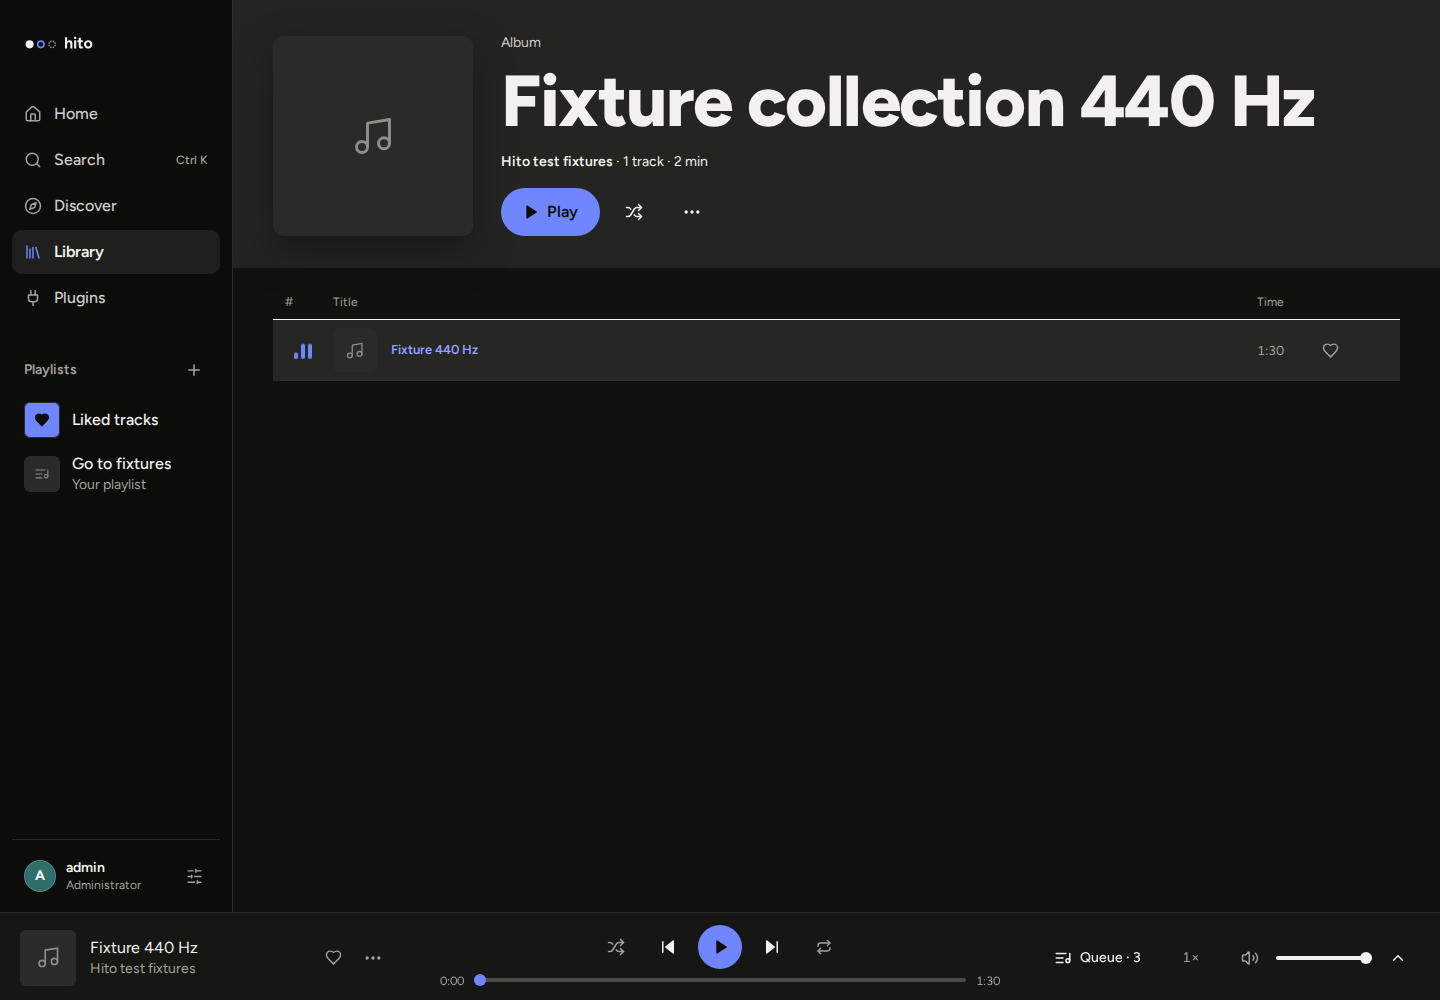 hito
Home
Search Ctrl K
Discover
Library
Plugins
Playlists
Liked tracks
Go to fixtures
Your playlist
A
admin
Administrator
Album
Fixture collection 440 Hz
Hito test fixtures · 1 track · 2 min
Play
# Title Time
Fixture 440 Hz 1:30
Fixture 440 Hz
Hito test fixtures
0:00 1:30
Queue · 3 1×